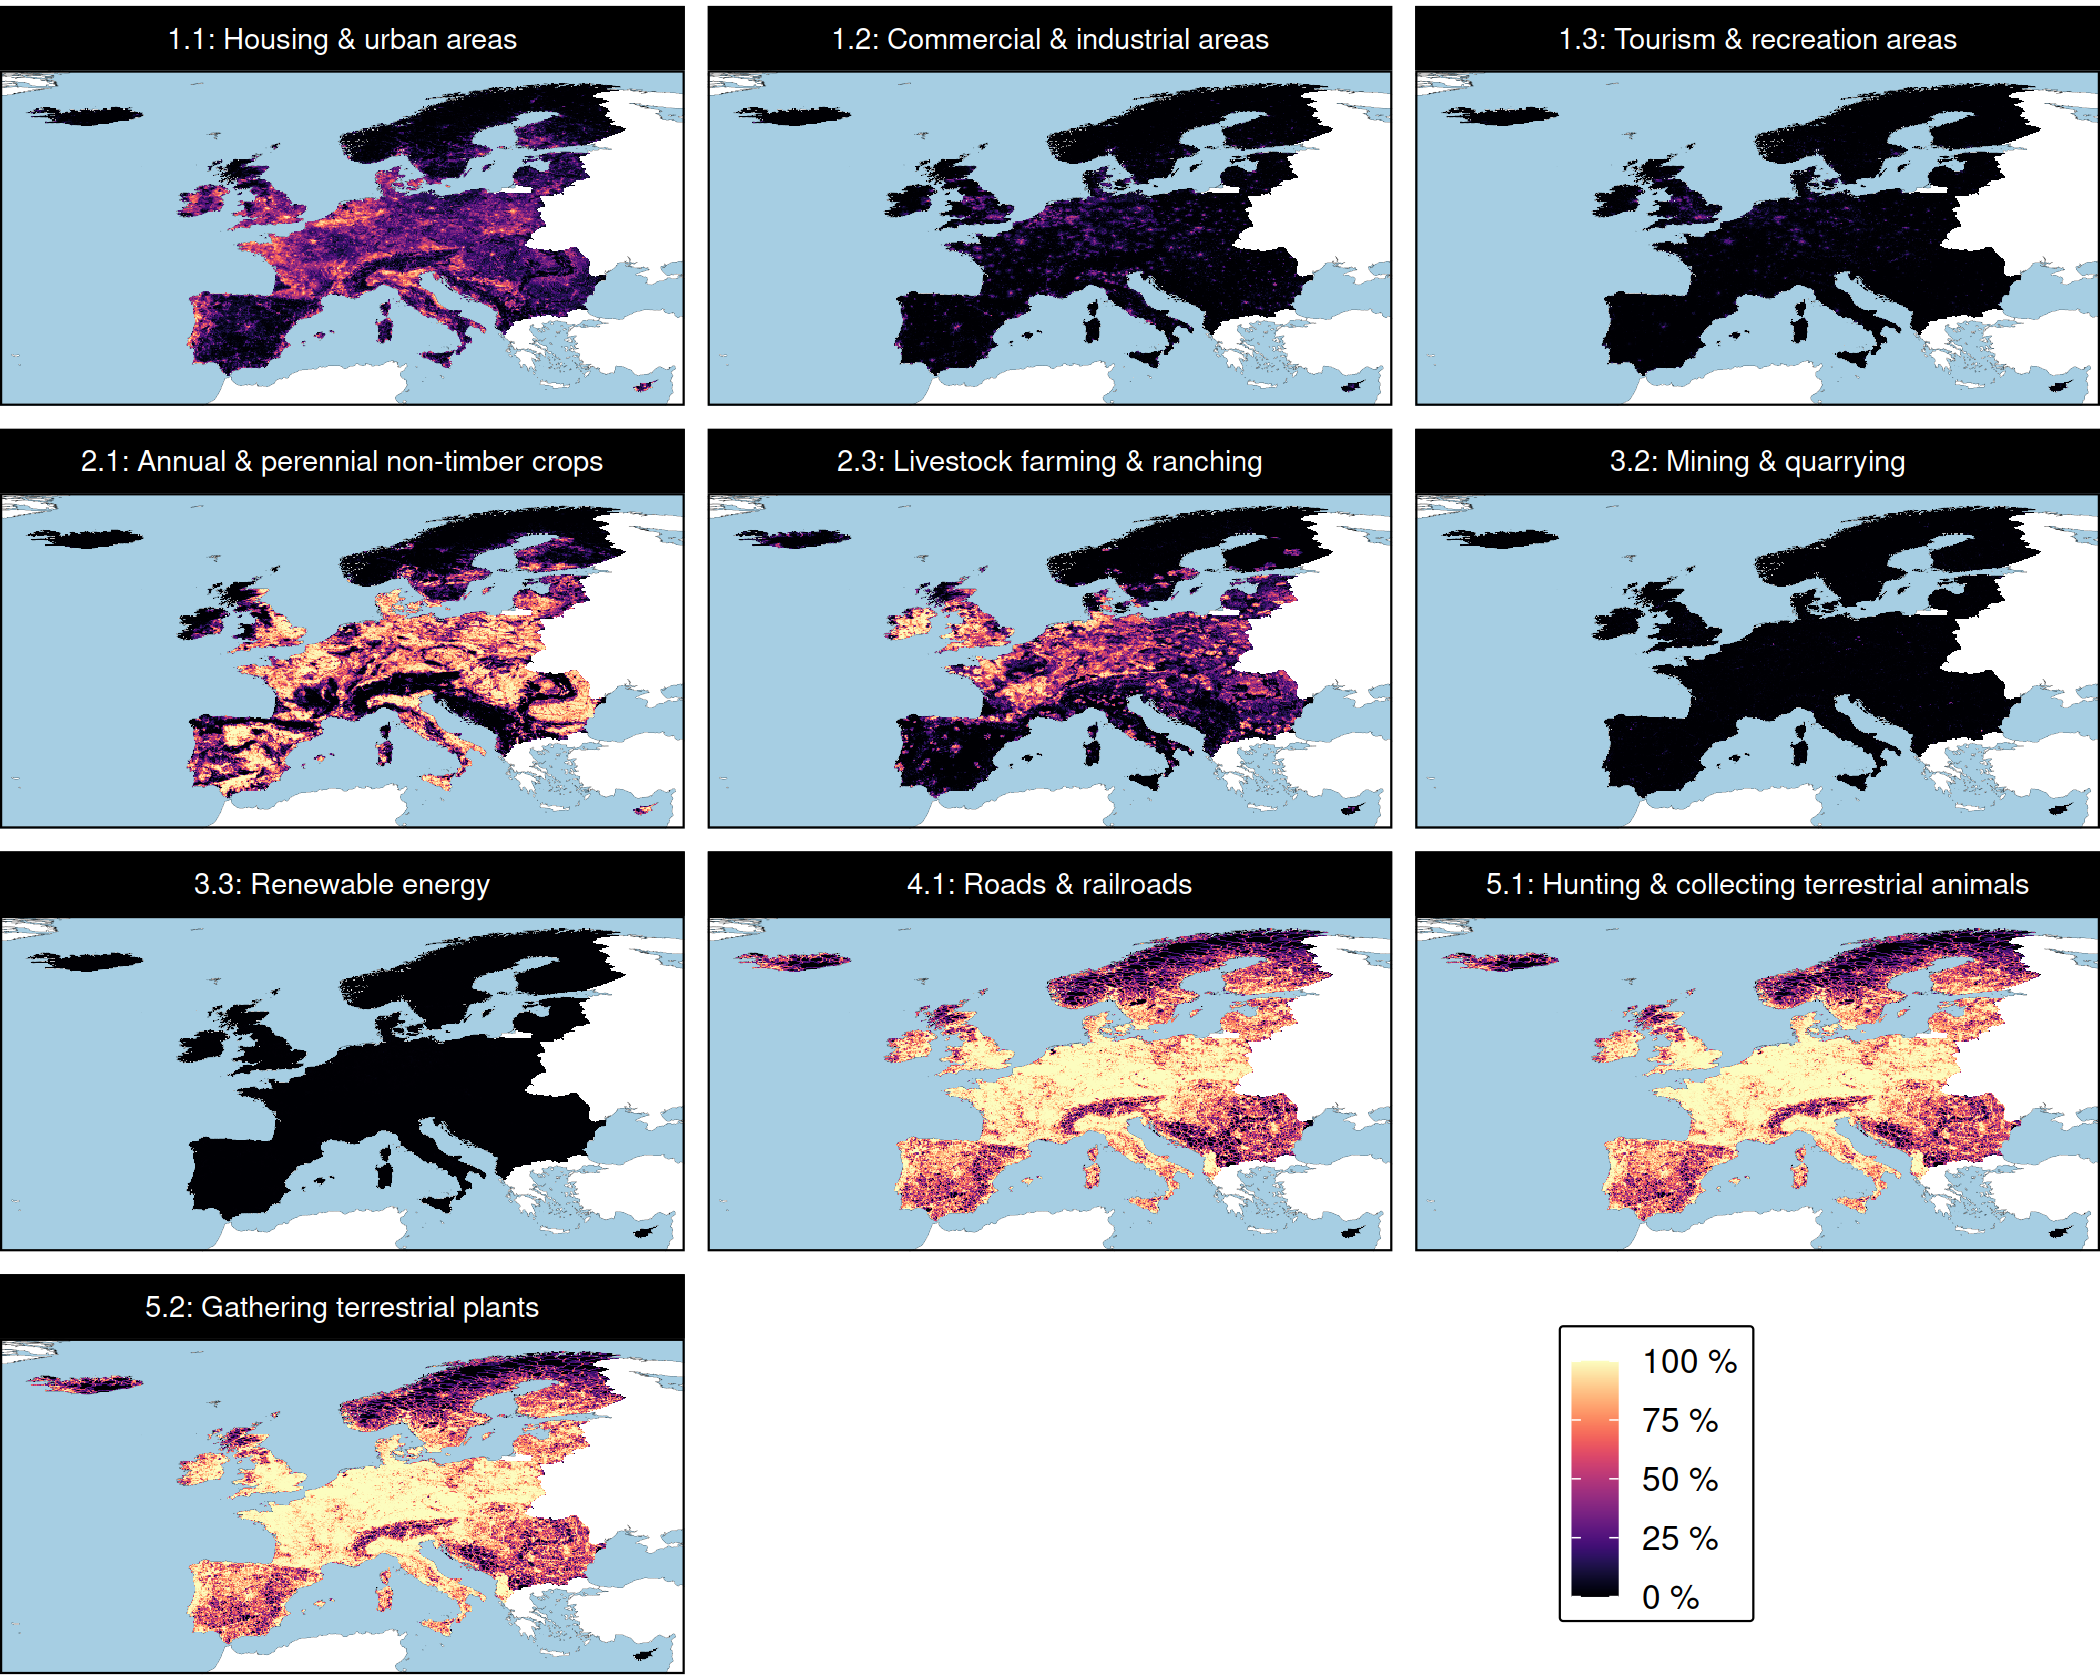 1.1: Housing & urban areas
1.2: Commercial & industrial areas
1.3: Tourism & recreation areas
2.1: Annual & perennial non-timber crops
2.3: Livestock farming & ranching
3.2: Mining & quarrying
3.3: Renewable energy
4.1: Roads & railroads
5.1: Hunting & collecting terrestrial animals
5.2: Gathering terrestrial plants
100 %
75 %
50 %
25 %
0 %